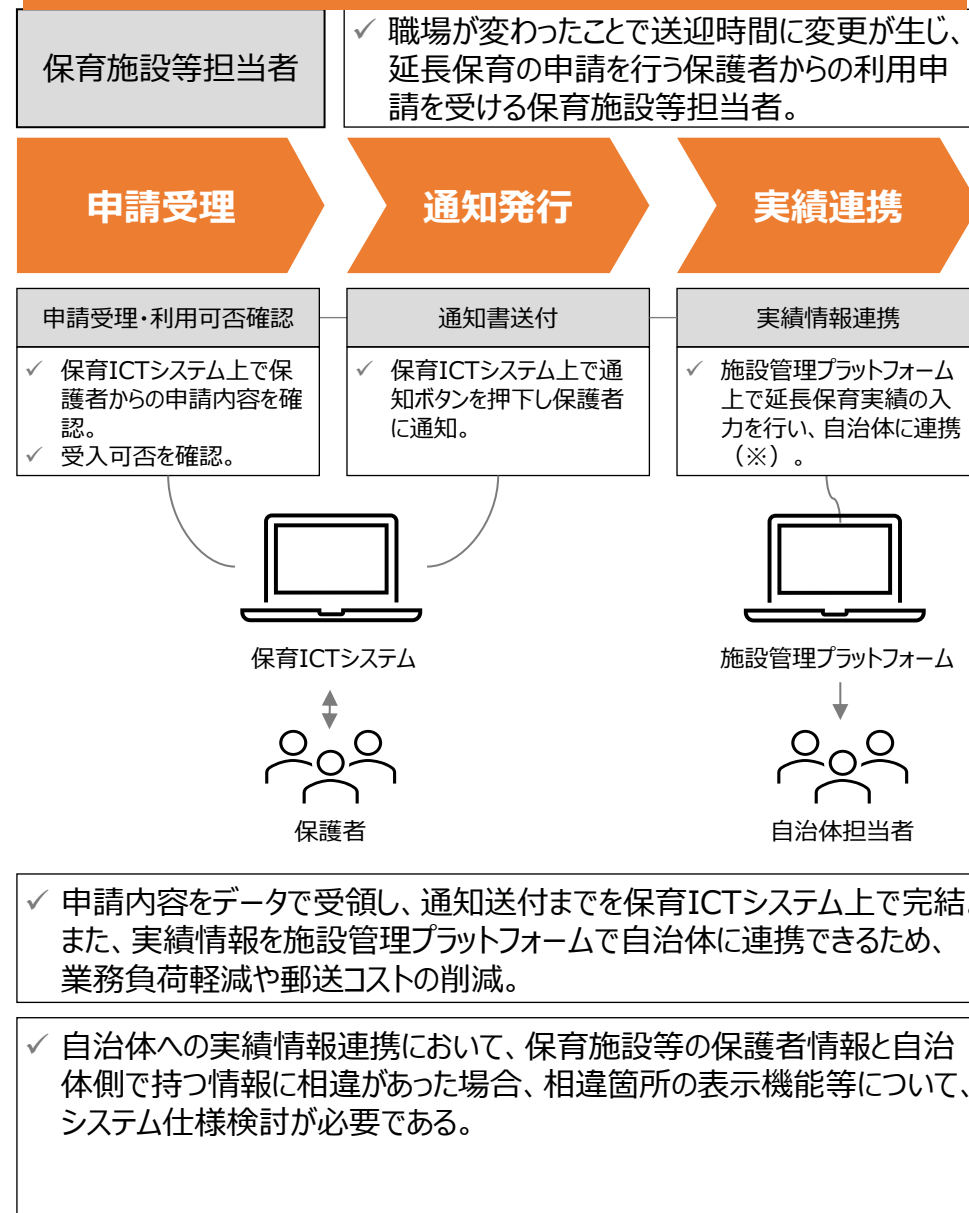 保育施設等担当者
✓ 職場が変わったことで送迎時間に変更が生じ、
延長保育の申請を行う保護者からの利用申
請を受ける保育施設等担当者。
申請受理
通知発行
実績連携
申請受理・利用可否確認
通知書送付
実績情報連携
✓ 保育ICTシステム上で保
護者からの申請内容を確
認。
✓ 受入可否を確認。
✓ 保育ICTシステム上で通
知ボタンを押下し保護者
に通知。
✓ 施設管理プラットフォーム
上で延長保育実績の入
力を行い、自治体に連携
（※）。
保育ICTシステム
施設管理プラットフォーム
保護者
自治体担当者
✓ 申請内容をデータで受領し、通知送付までを保育ICTシステム上で完結。
また、実績情報を施設管理プラットフォームで自治体に連携できるため、
業務負荷軽減や郵送コストの削減。
✓ 自治体への実績情報連携において、保育施設等の保護者情報と自治
体側で持つ情報に相違があった場合、相違箇所の表示機能等について、
システム仕様検討が必要である。